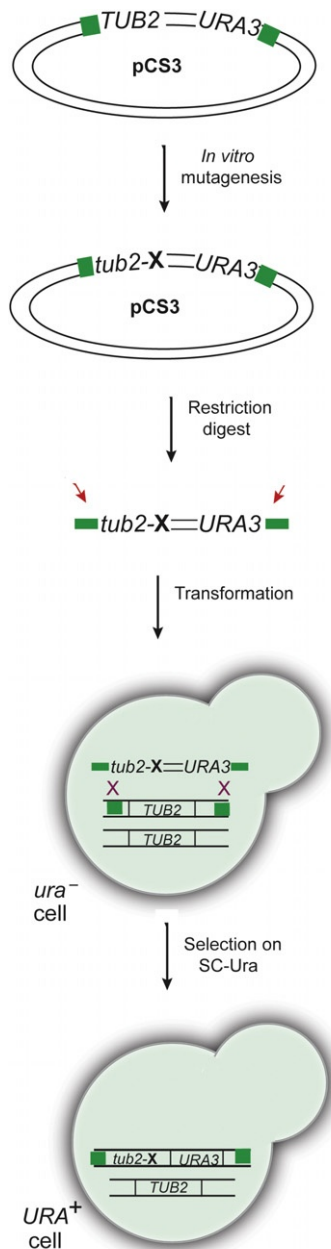 TUB2 URA3
pCS3
In vitro
mutagenesis
tub2-X URA3
pCS3
Restriction
digest
tub2-X URA3
Transformation
tub2-X URA3
X X
TUB2
TUB2
ura⁻
cell
Selection on
SC-Ura
tub2-X URA3
TUB2
URA⁺
cell